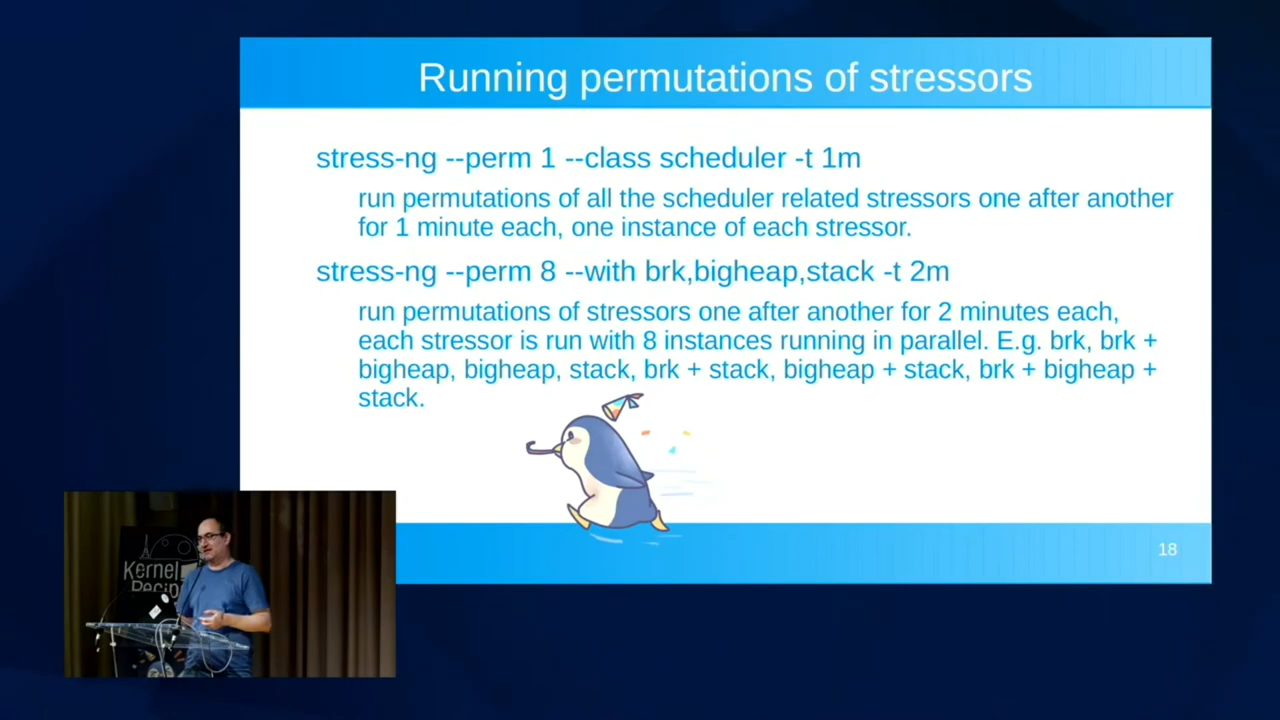 Running permutations of stressors
stress-ng --perm 1 --class scheduler -t 1m
run permutations of all the scheduler related stressors one after another
for 1 minute each, one instance of each stressor.
stress-ng --perm 8 --with brk,bigheap,stack -t 2m
run permutations of stressors one after another for 2 minutes each,
each stressor is run with 8 instances running in parallel. E.g. brk, brk +
bigheap, bigheap, stack, brk + stack, bigheap + stack, brk + bigheap +
stack.
18
Kernel